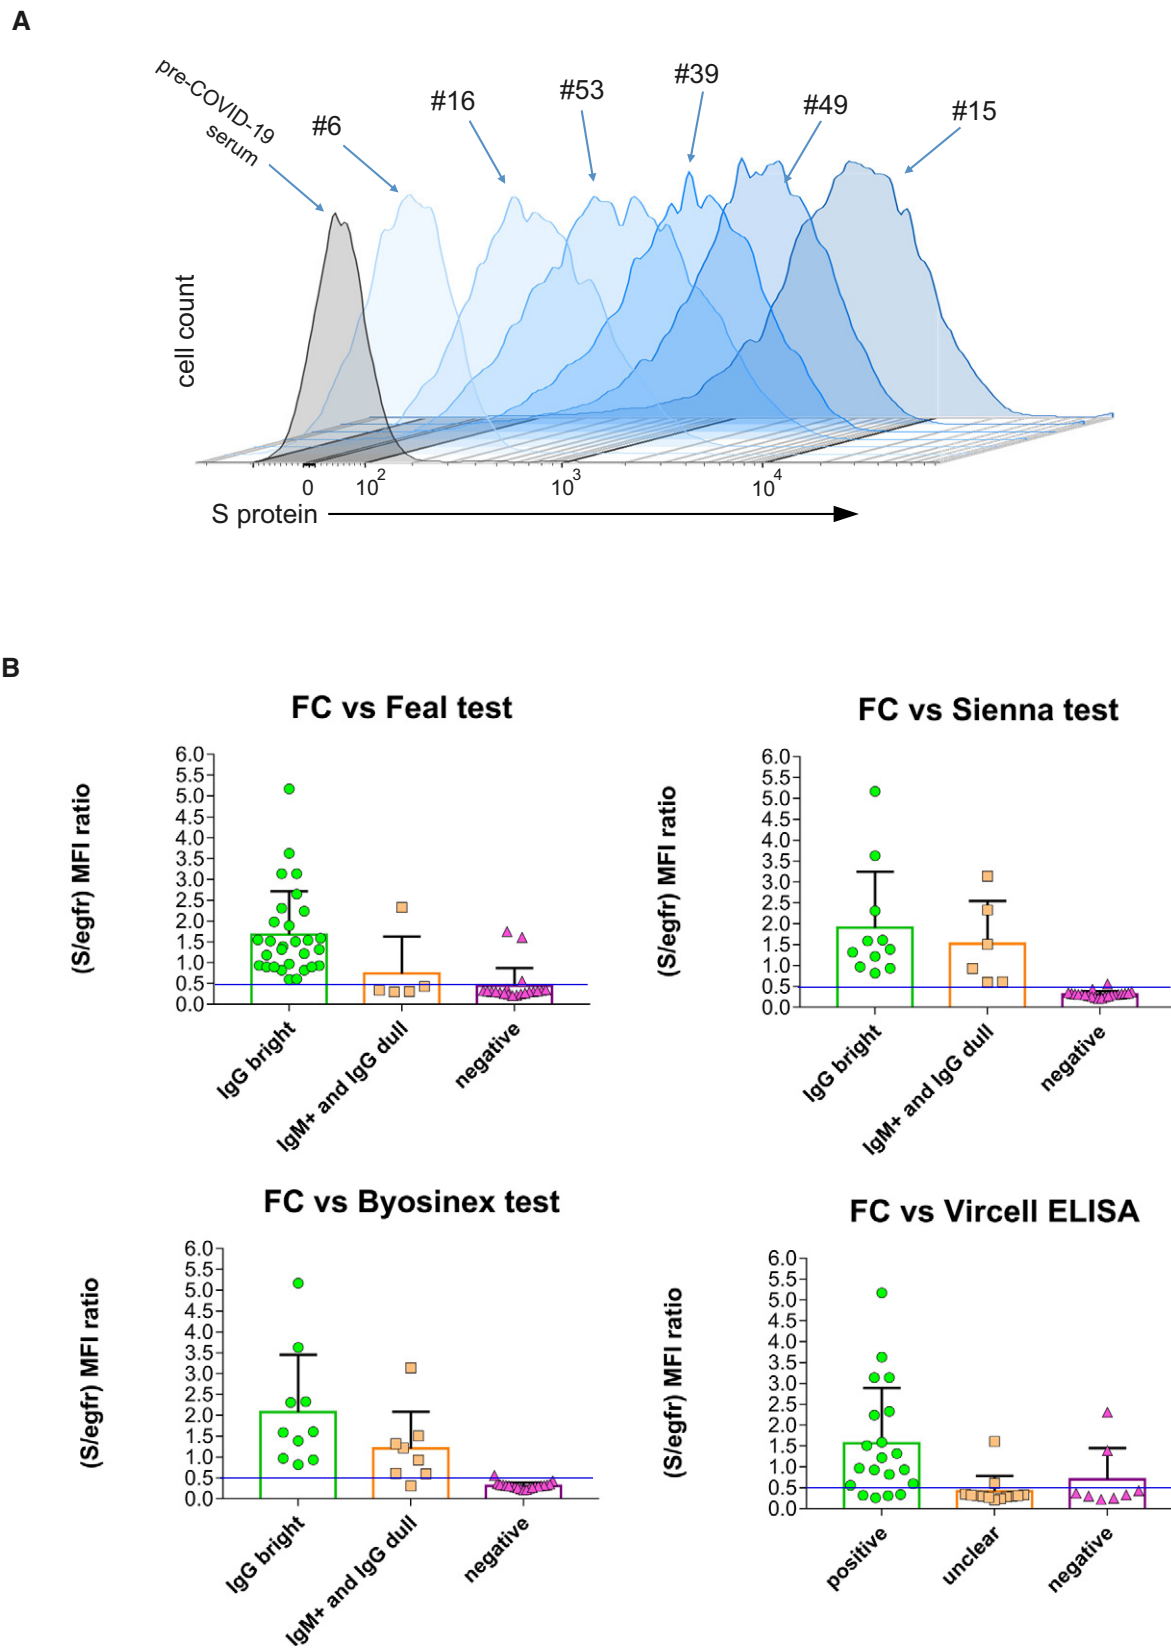 A
pre-COVID-19
serum
#6
#16
#53
#39
#49
#15
cell count
0
10²
10³
10⁴
S protein
B
FC vs Feal test
(S/egfr) MFI ratio
6.0
5.5
5.0
4.5
4.0
3.5
3.0
2.5
2.0
1.5
1.0
0.5
0.0
IgG bright
IgM+ and IgG dull
negative
FC vs Sienna test
(S/egfr) MFI ratio
6.0
5.5
5.0
4.5
4.0
3.5
3.0
2.5
2.0
1.5
1.0
0.5
0.0
IgG bright
IgM+ and IgG dull
negative
FC vs Byosinex test
(S/egfr) MFI ratio
6.0
5.5
5.0
4.5
4.0
3.5
3.0
2.5
2.0
1.5
1.0
0.5
0.0
IgG bright
IgM+ and IgG dull
negative
FC vs Vircell ELISA
(S/egfr) MFI ratio
6.0
5.5
5.0
4.5
4.0
3.5
3.0
2.5
2.0
1.5
1.0
0.5
0.0
positive
unclear
negative